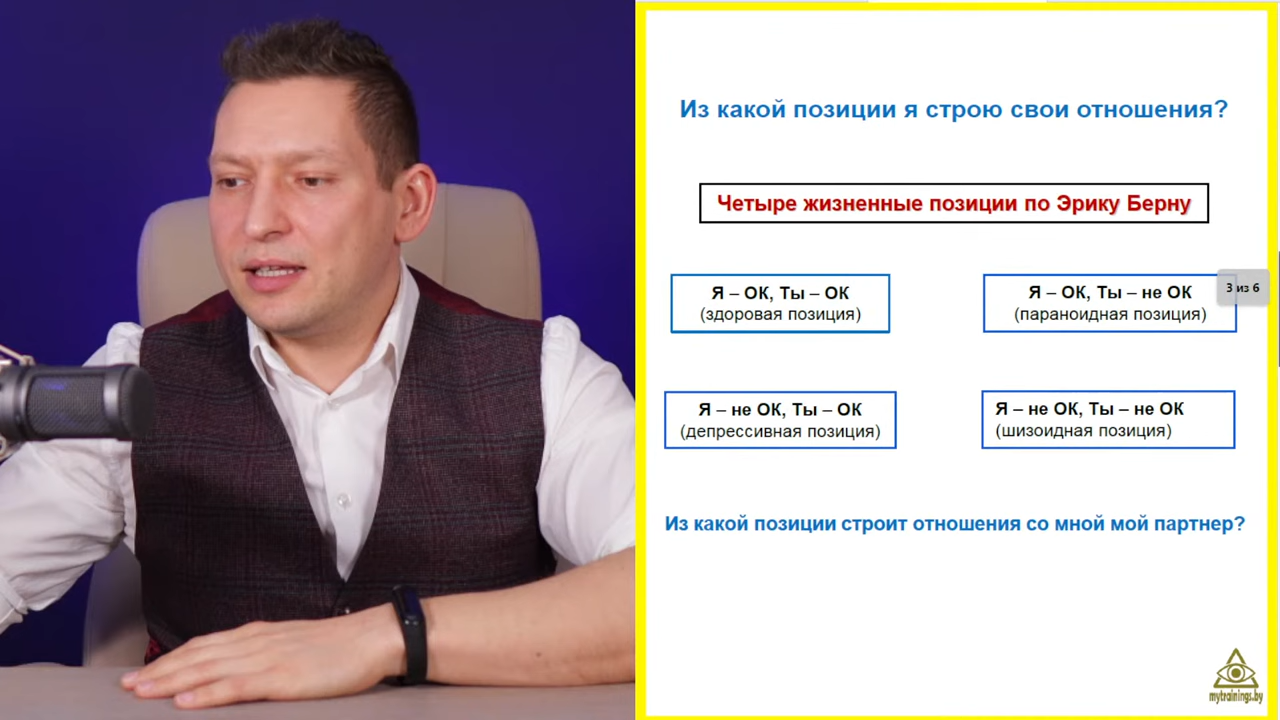 Из какой позиции я строю свои отношения?
Четыре жизненные позиции по Эрику Берну
Я – ОК, Ты – ОК
(здоровая позиция)
Я – ОК, Ты – не ОК
(параноидная позиция)
3 из 6
Я – не ОК, Ты – ОК
(депрессивная позиция)
Я – не ОК, Ты – не ОК
(шизоидная позиция)
Из какой позиции строит отношения со мной мой партнер?
mytrainings.by